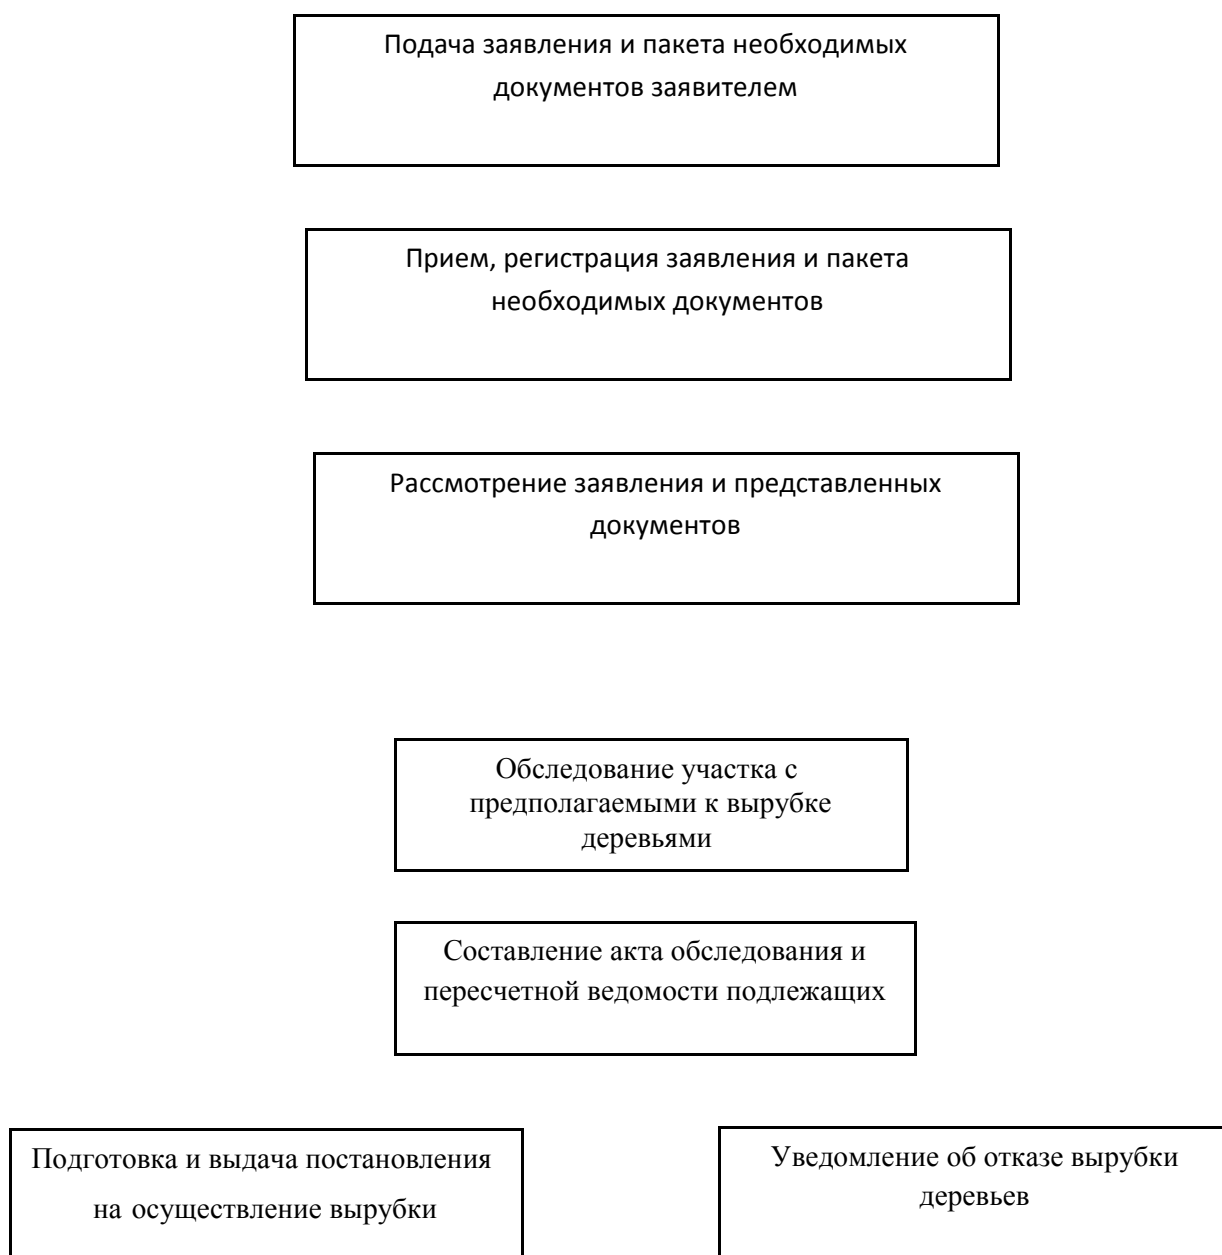 Подача заявления и пакета необходимых
документов заявителем
Прием, регистрация заявления и пакета
необходимых документов
Рассмотрение заявления и представленных
документов
Обследование участка с
предполагаемыми к вырубке
деревьями
Составление акта обследования и
пересчетной ведомости подлежащих
Подготовка и выдача постановления
на осуществление вырубки
Уведомление об отказе вырубки
деревьев